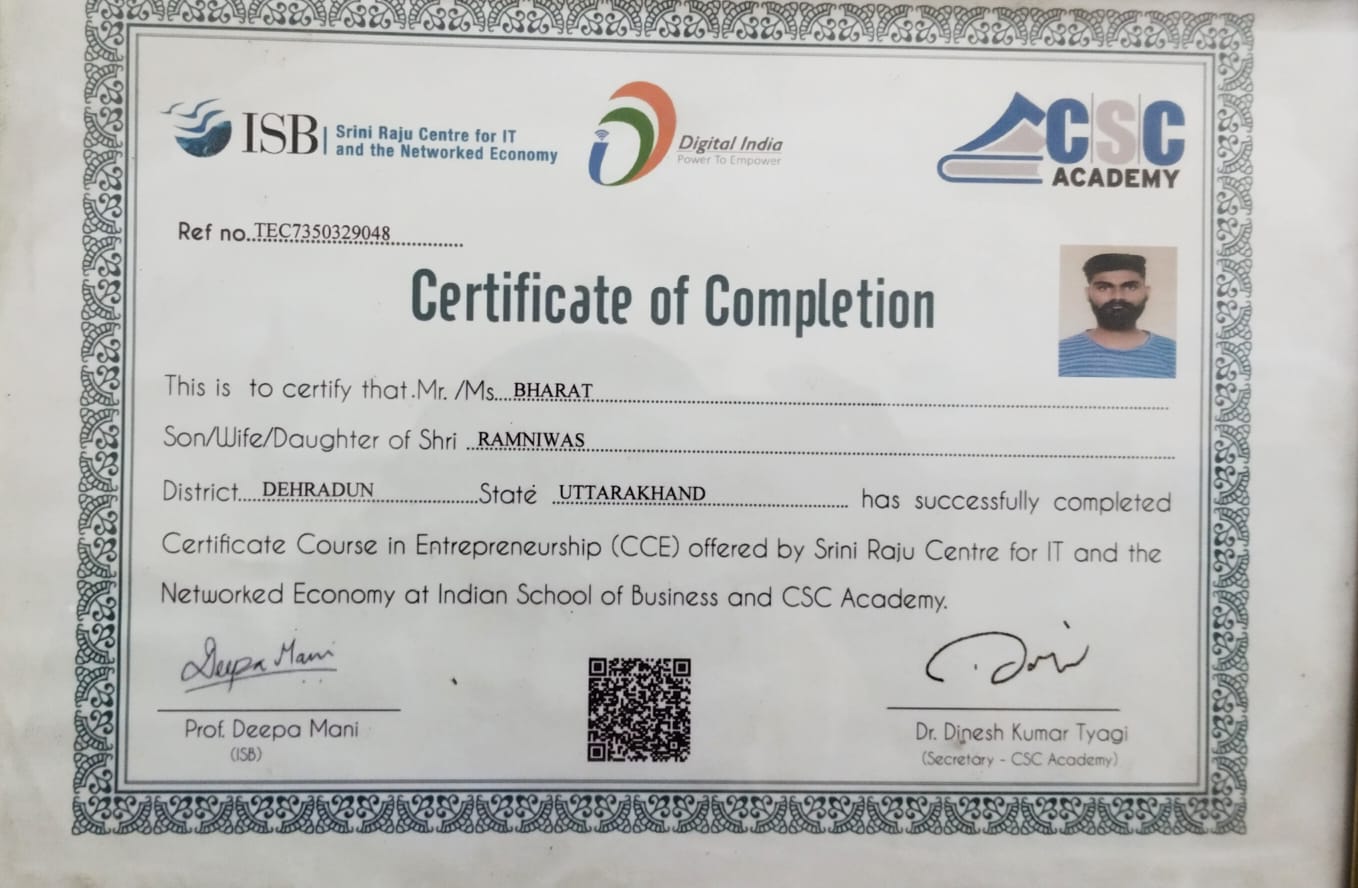 ISB Srini Raju Centre for IT
and the Networked Economy
Digital India
Power To Empower
CSC
ACADEMY
Ref no..TEC7350329048
Certificate of Completion
This is to certify that Mr. /Ms. BHARAT
Son/Wife/Daughter of Shri RAMNIWAS
District DEHRADUN State UTTARAKHAND has successfully completed
Certificate Course in Entrepreneurship (CCE) offered by Srini Raju Centre for IT and the
Networked Economy at Indian School of Business and CSC Academy.
Deepa Mani
Prof. Deepa Mani
(ISB)
Dr. Dinesh Kumar Tyagi
(Secretary - CSC Academy)